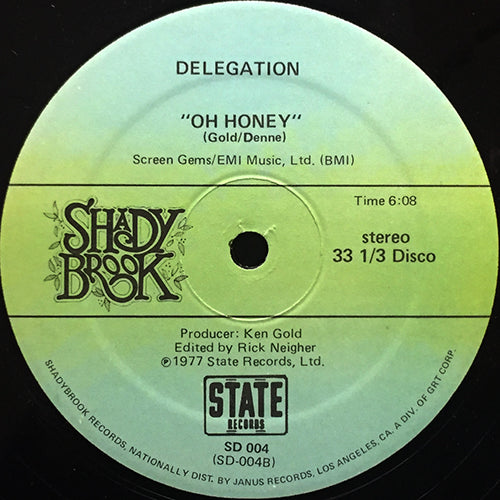 DELEGATION
"OH HONEY"
(Gold/Denne)
Screen Gems/EMI Music, Ltd. (BMI)
SHADY
BROOK
Time 6:08
stereo
33 1/3 Disco
Producer: Ken Gold
Edited by Rick Neigher
℗1977 State Records, Ltd.
STATE
RECORDS
SD 004
(SD-004B)
SHADYBROOK RECORDS, NATIONALLY DIST. BY JANUS RECORDS, LOS ANGELES, CA. A DIV. OF GRT CORP.